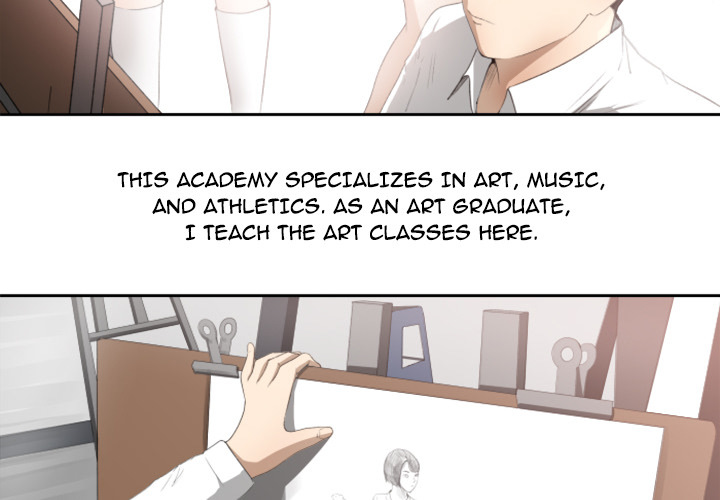 THIS ACADEMY SPECIALIZES IN ART, MUSIC,
AND ATHLETICS. AS AN ART GRADUATE,
I TEACH THE ART CLASSES HERE.